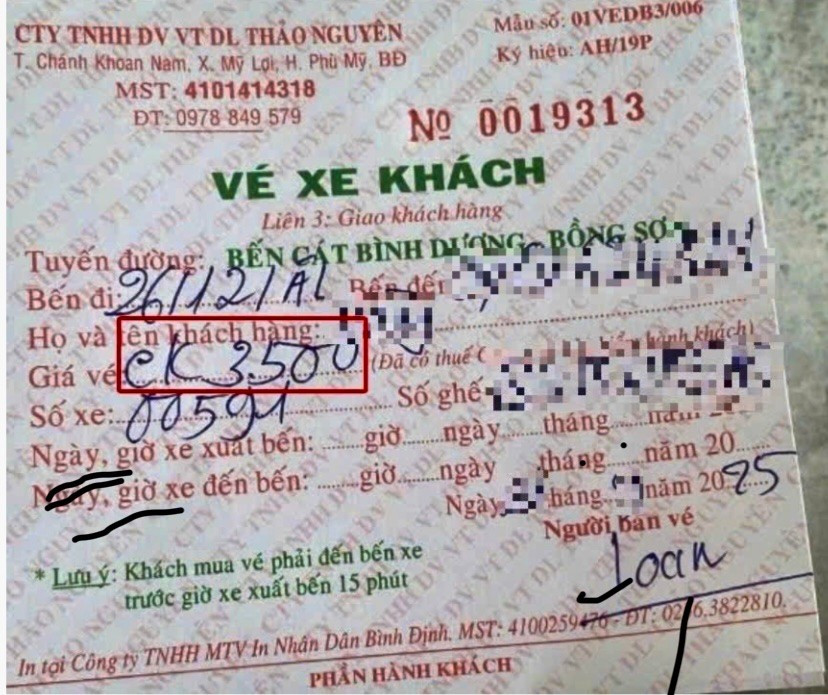 CTY TNHH DV VT DL THẢO NGUYÊN
T. Chánh Khoan Nam, X. Mỹ Lợi, H. Phù Mỹ, BĐ
MST: 4101414318
ĐT: 0978 849 579
Mẫu số: 01VEDB3/006
Ký hiệu: AH/19P
Nº 0019313
VÉ XE KHÁCH
Liên 3: Giao khách hàng
Tuyến đường: BẾN CÁT BÌNH DƯƠNG - BỒNG SƠN
Bến đi: 26/12/Al Bến đến
Họ và tên khách hàng:
Giá vé CK 3.500 (Đã có thuế hành khách)
Số xe: 00591 Số ghế
Ngày, giờ xe xuất bến: ......giờ......ngày......tháng......năm 20......
Ngày, giờ xe đến bến: ......giờ......ngày......tháng......năm 20......
Ngày tháng năm 2025
Người bán vé
Loan
* Lưu ý: Khách mua vé phải đến bến xe
trước giờ xe xuất bến 15 phút
In tại Công ty TNHH MTV In Nhân Dân Bình Định. MST: 4100259476 - ĐT: 0256.3822810.
PHẦN HÀNH KHÁCH